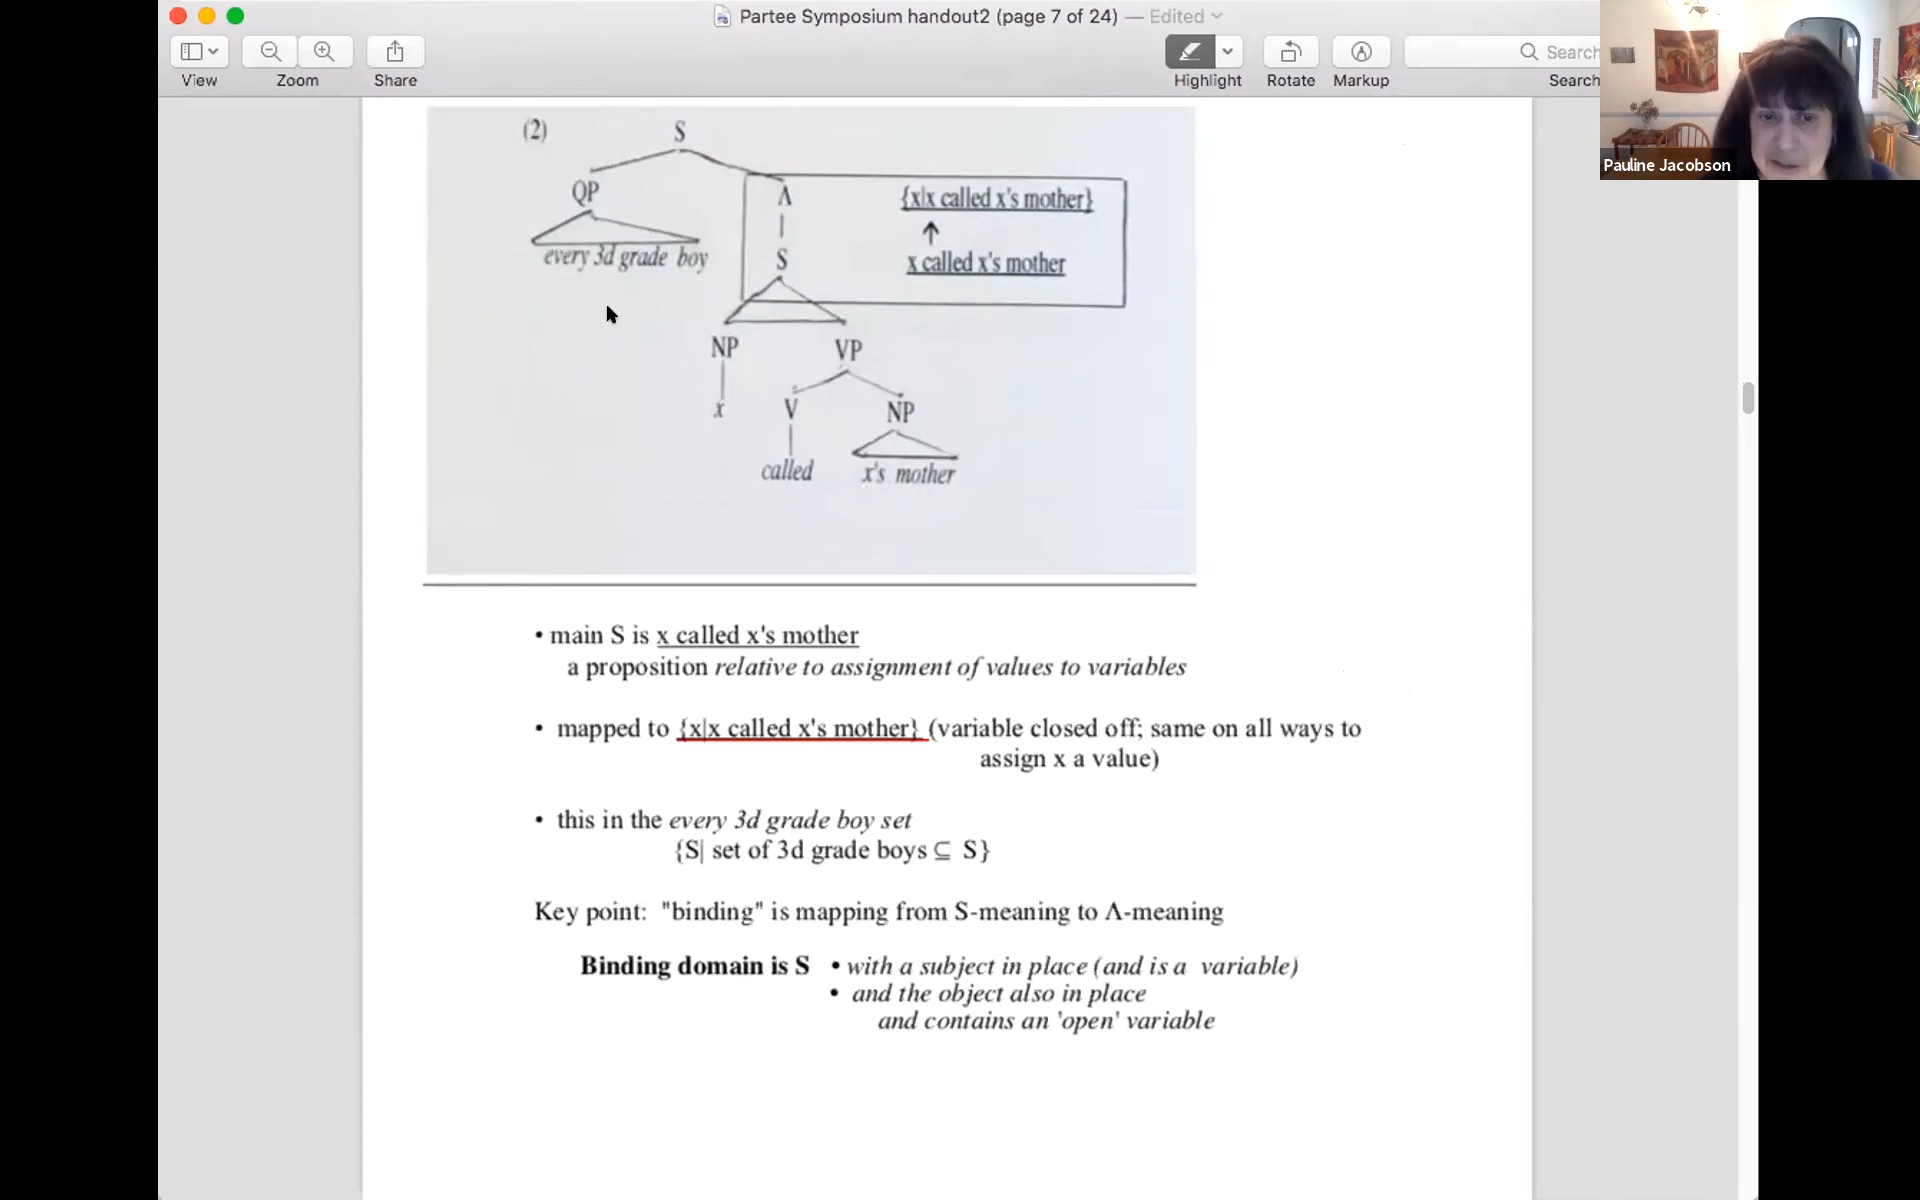 Partee Symposium handout2 (page 7 of 24) — Edited
View
Zoom
Share
Highlight
Rotate
Markup
Search
Search
Pauline Jacobson
(2)
S
QP
Λ
{x|x called x's mother}
↑
every 3d grade boy
S
x called x's mother
NP
VP
x
V
NP
called
x's mother
• main S is x called x's mother
a proposition relative to assignment of values to variables
• mapped to {x|x called x's mother} (variable closed off; same on all ways to
assign x a value)
• this in the every 3d grade boy set
{S| set of 3d grade boys ⊆ S}
Key point: "binding" is mapping from S-meaning to Λ-meaning
Binding domain is S • with a subject in place (and is a variable)
• and the object also in place
and contains an 'open' variable